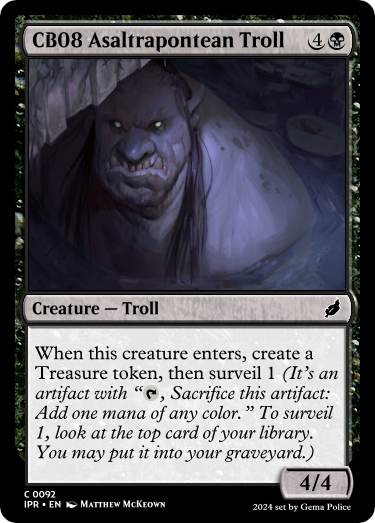 CB08 Asaltrapontean Troll 4
Creature — Troll
When this creature enters, create a
Treasure token, then surveil 1 (It's an
artifact with “, Sacrifice this artifact:
Add one mana of any color.” To surveil
1, look at the top card of your library.
You may put it into your graveyard.)
4/4
C 0092
IPR • EN Matthew McKeown
2024 set by Gema Police